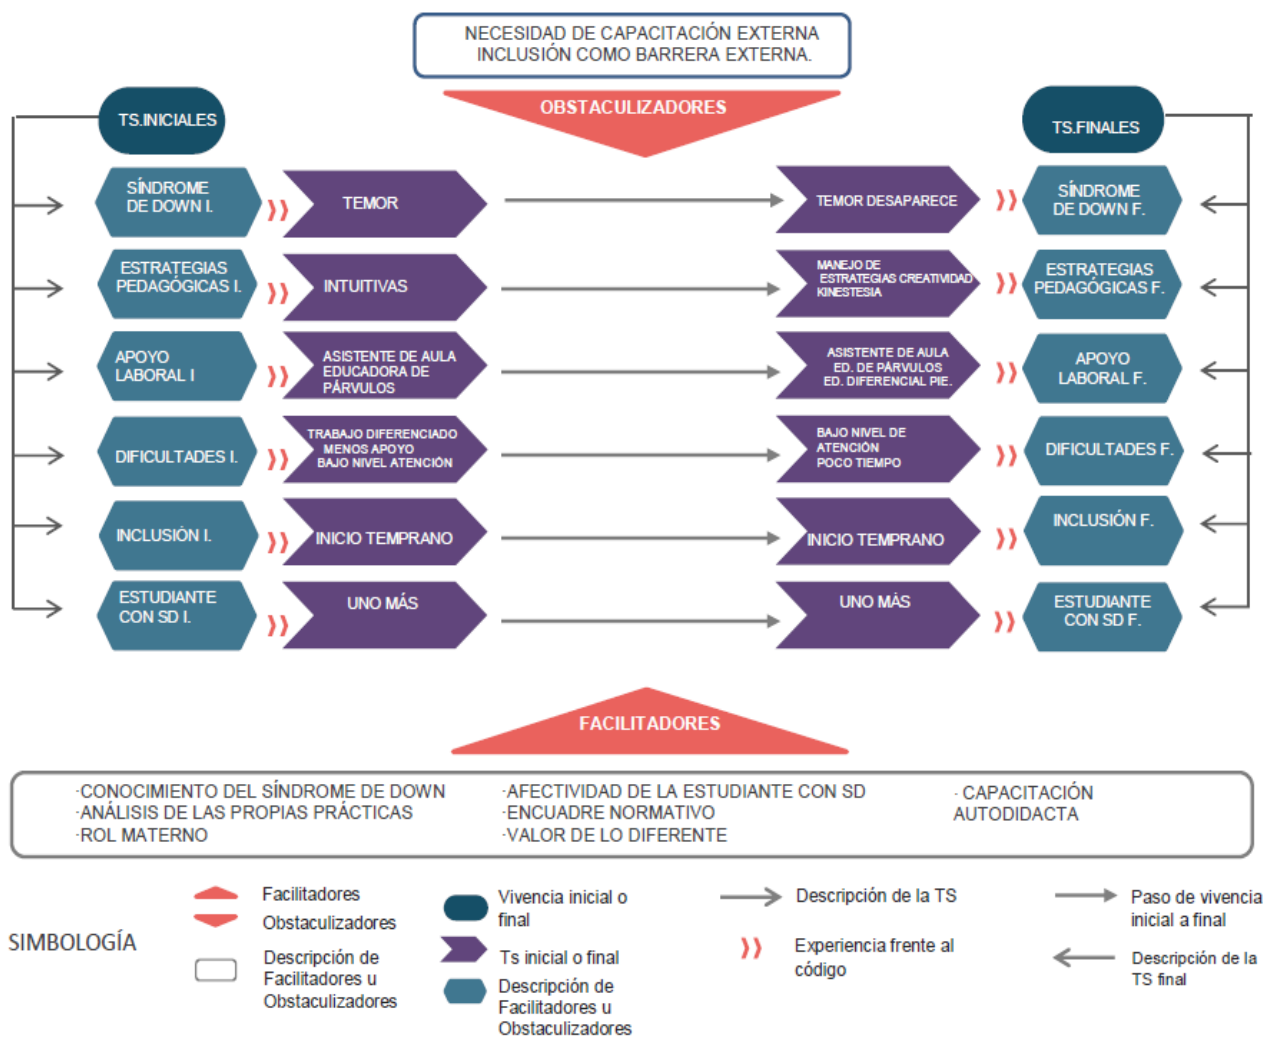 NECESIDAD DE CAPACITACIÓN EXTERNA
INCLUSIÓN COMO BARRERA EXTERNA.
OBSTACULIZADORES
TS.INICIALES
TS.FINALES
SÍNDROME
DE DOWN I.
TEMOR
TEMOR DESAPARECE
SÍNDROME
DE DOWN F.
ESTRATEGIAS
PEDAGÓGICAS I.
INTUITIVAS
MANEJO DE
ESTRATEGIAS CREATIVIDAD
KINESTESIA
ESTRATEGIAS
PEDAGÓGICAS F.
APOYO
LABORAL I
ASISTENTE DE AULA
EDUCADORA DE
PÁRVULOS
ASISTENTE DE AULA
ED. DE PÁRVULOS
ED. DIFERENCIAL PIE.
APOYO
LABORAL F.
DIFICULTADES I.
TRABAJO DIFERENCIADO
MENOS APOYO
BAJO NIVEL ATENCIÓN
BAJO NIVEL DE
ATENCIÓN
POCO TIEMPO
DIFICULTADES F.
INCLUSIÓN I.
INICIO TEMPRANO
INICIO TEMPRANO
INCLUSIÓN F.
ESTUDIANTE
CON SD I.
UNO MÁS
UNO MÁS
ESTUDIANTE
CON SD F.
FACILITADORES
·CONOCIMIENTO DEL SÍNDROME DE DOWN
·ANÁLISIS DE LAS PROPIAS PRÁCTICAS
·ROL MATERNO
·AFECTIVIDAD DE LA ESTUDIANTE CON SD
·ENCUADRE NORMATIVO
·VALOR DE LO DIFERENTE
· CAPACITACIÓN
AUTODIDACTA
SIMBOLOGÍA
Facilitadores
Obstaculizadores
Descripción de
Facilitadores u
Obstaculizadores
Vivencia inicial o
final
Ts inicial o final
Descripción de
Facilitadores u
Obstaculizadores
Descripción de la TS
Experiencia frente al
código
Paso de vivencia
inicial a final
Descripción de la
TS final